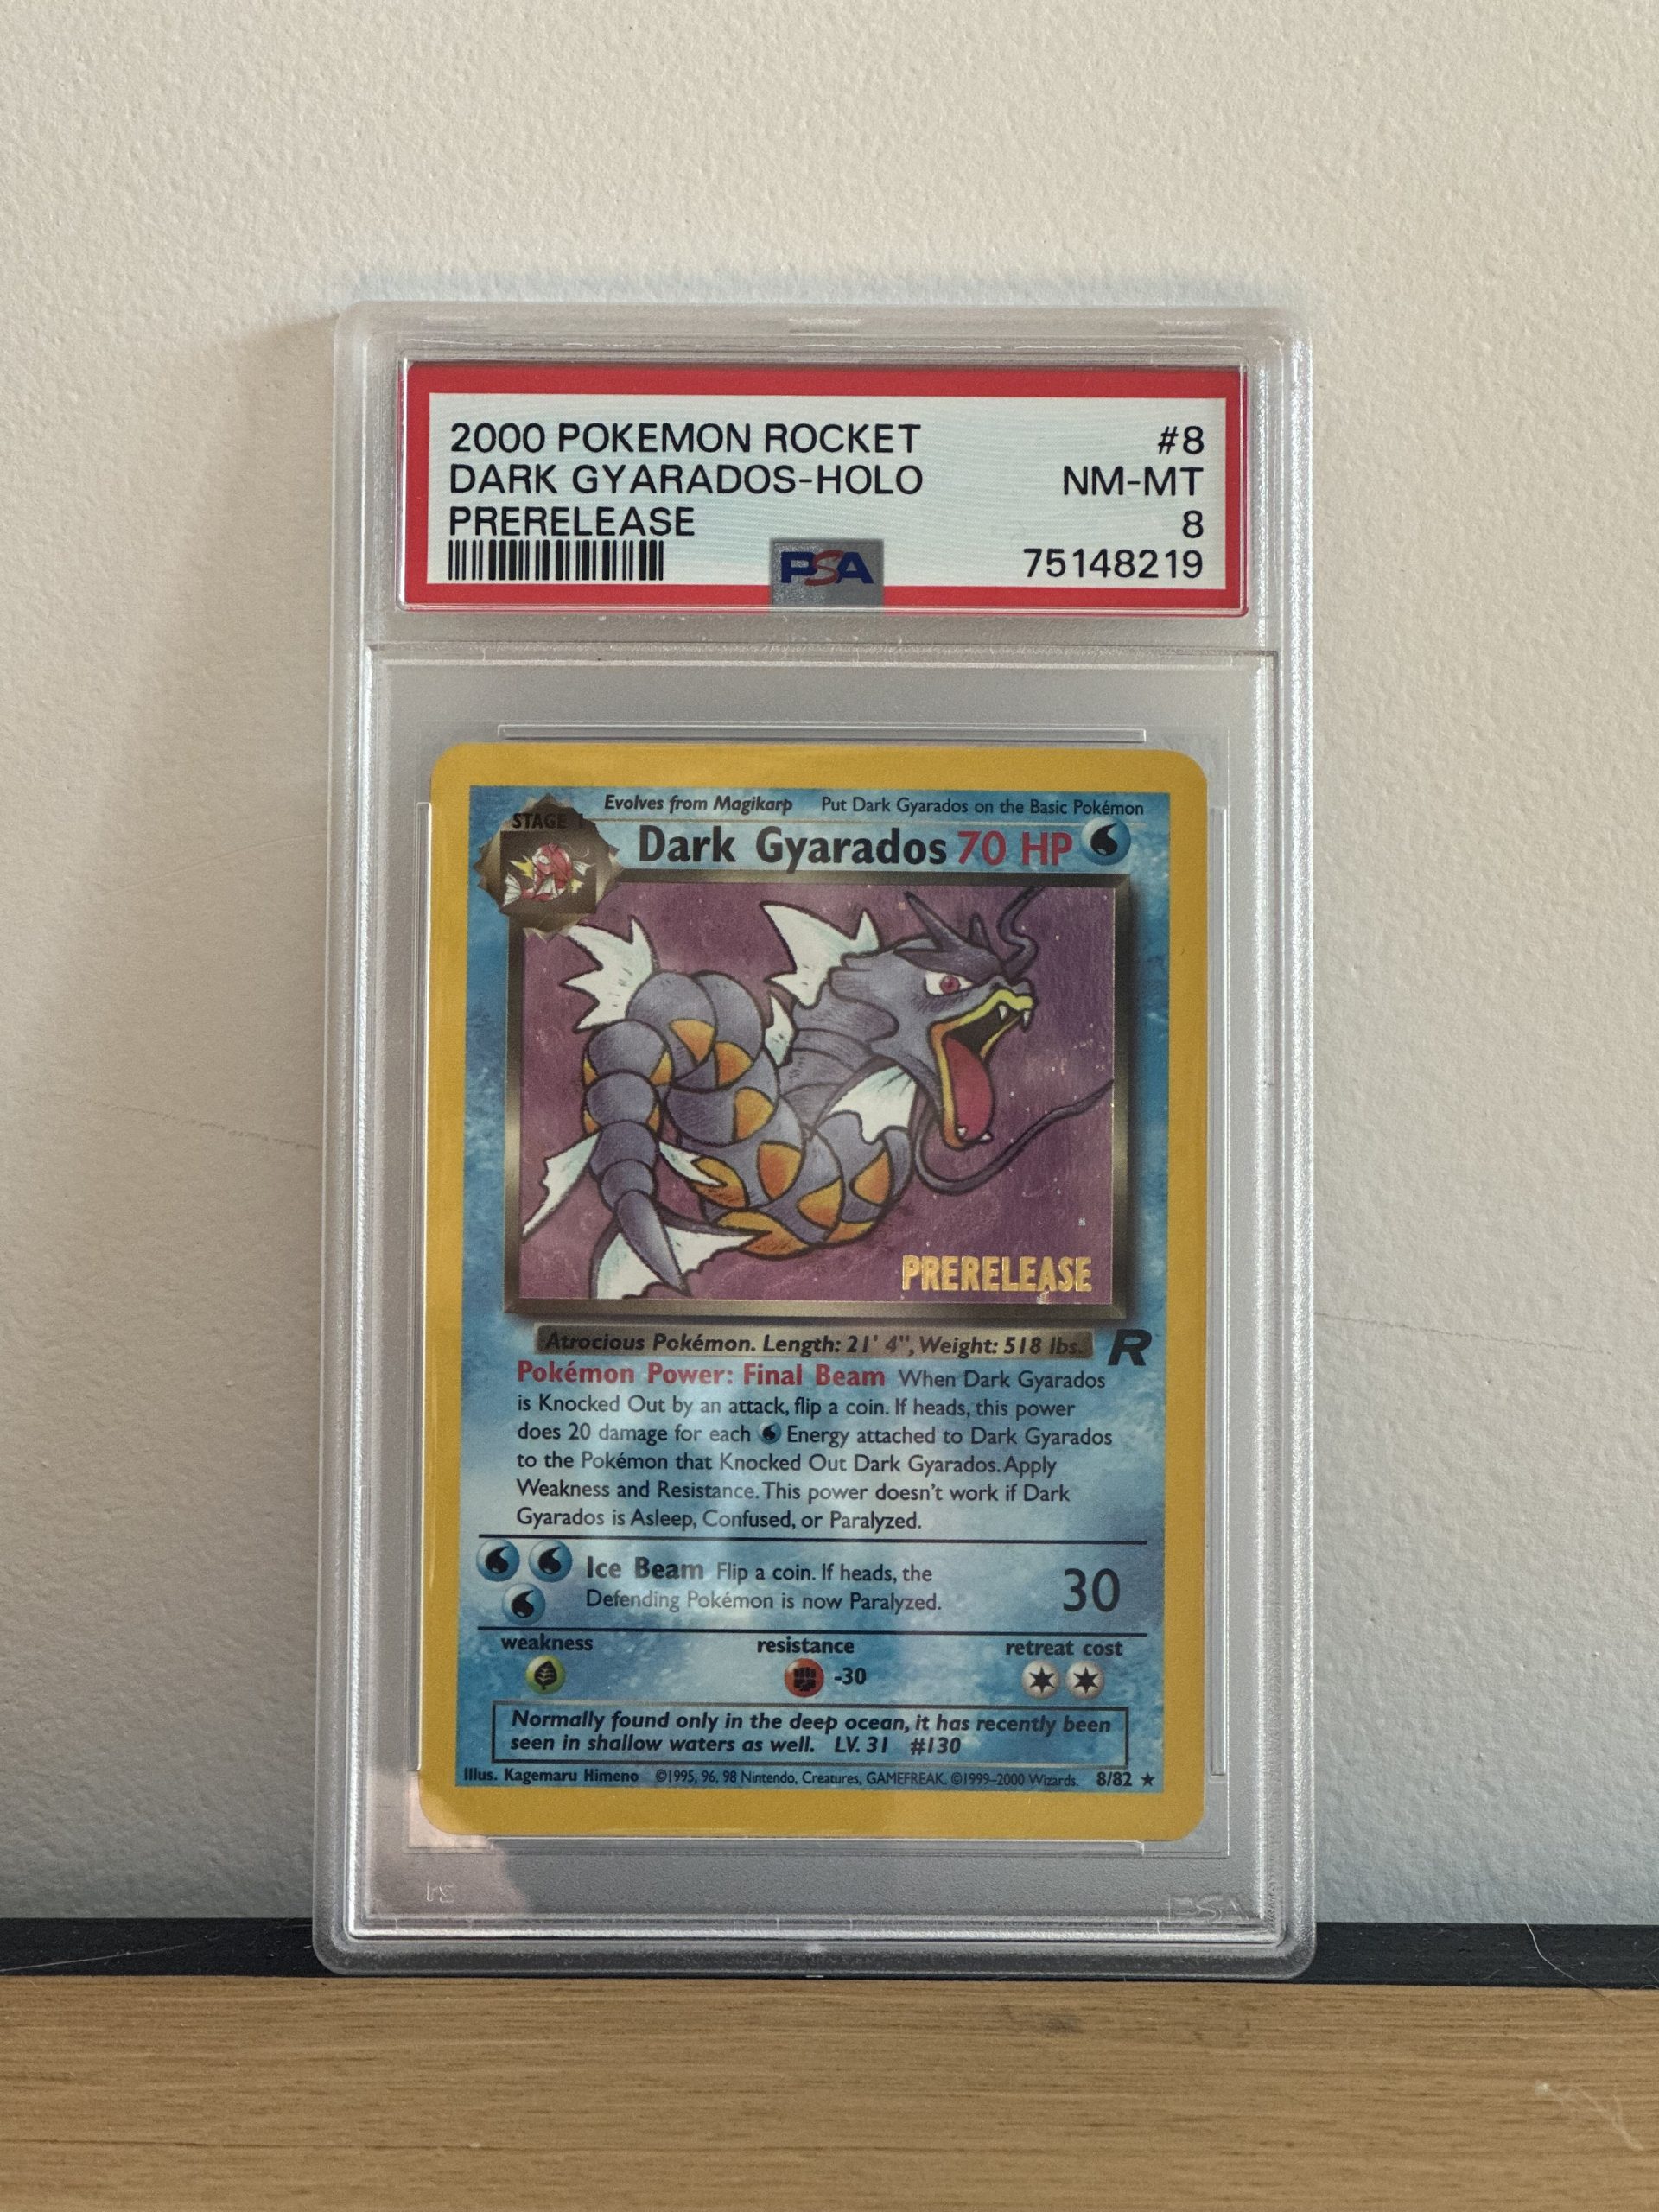 2000 POKEMON ROCKET #8
DARK GYARADOS-HOLO NM-MT
PRERELEASE 8
PSA 75148219
Evolves from Magikarp Put Dark Gyarados on the Basic Pokémon
STAGE 1
Dark Gyarados 70 HP
PRERELEASE
Atrocious Pokémon. Length: 21' 4", Weight: 518 lbs. R
Pokémon Power: Final Beam When Dark Gyarados
is Knocked Out by an attack, flip a coin. If heads, this power
does 20 damage for each Energy attached to Dark Gyarados
to the Pokémon that Knocked Out Dark Gyarados. Apply
Weakness and Resistance. This power doesn't work if Dark
Gyarados is Asleep, Confused, or Paralyzed.
Ice Beam Flip a coin. If heads, the
Defending Pokémon is now Paralyzed. 30
weakness resistance retreat cost
-30
Normally found only in the deep ocean, it has recently been
seen in shallow waters as well. LV. 31 #130
Illus. Kagemaru Himeno ©1995, 96, 98 Nintendo, Creatures, GAMEFREAK. ©1999-2000 Wizards. 8/82 ★
PSA